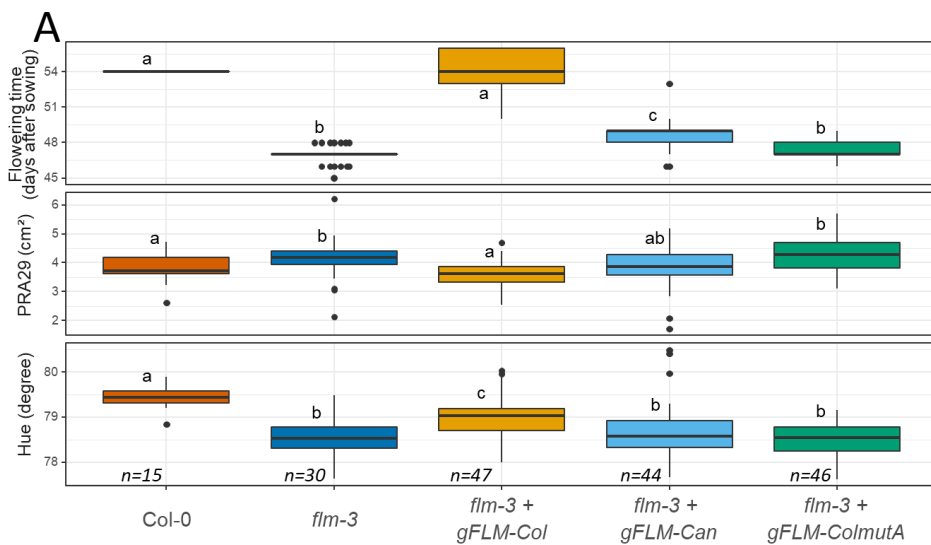 A
Flowering time
(days after sowing)
54
51
48
45
a
b
a
c
b
PRA29 (cm²)
6
5
4
3
2
a
b
a
ab
b
Hue (degree)
80
79
78
a
b
c
b
b
n=15
n=30
n=47
n=44
n=46
Col-0
flm-3
flm-3 +
gFLM-Col
flm-3 +
gFLM-Can
flm-3 +
gFLM-ColmutA